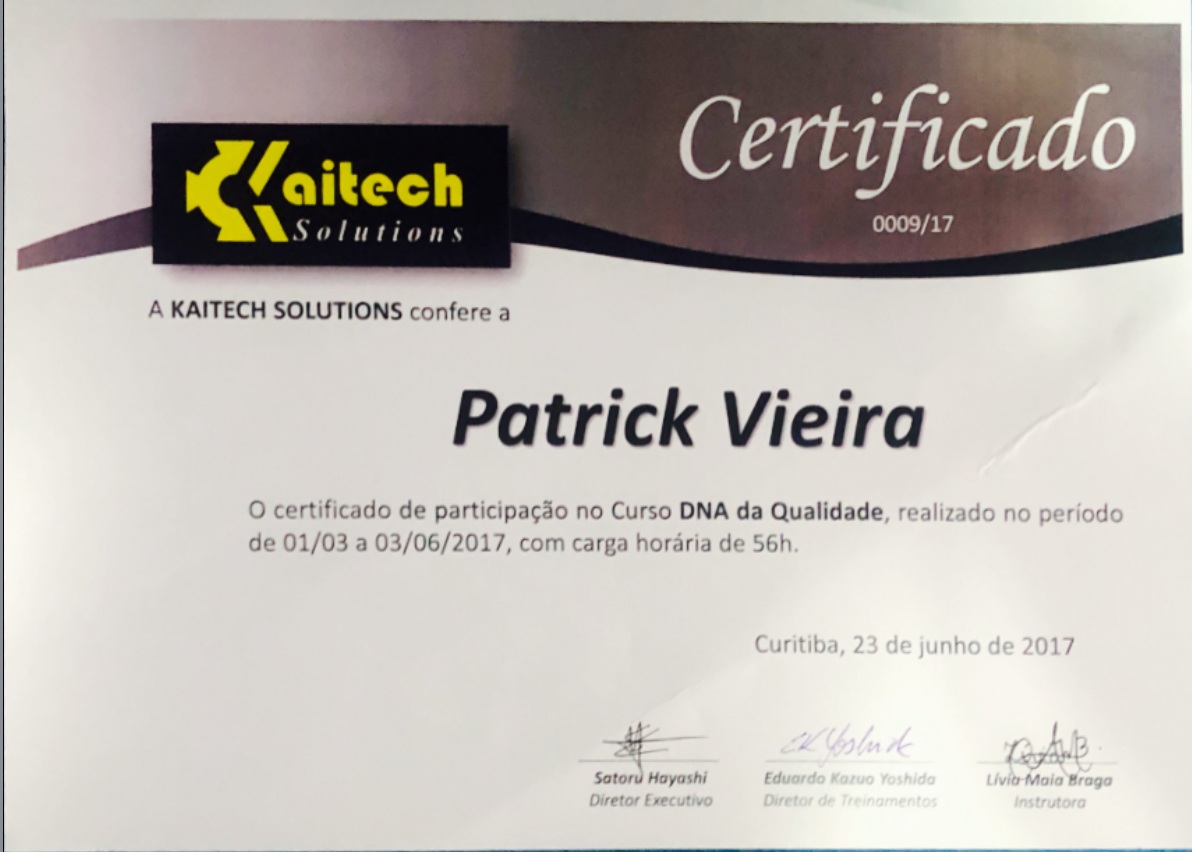 Certificado
0009/17
Kaitech
Solutions
A KAITECH SOLUTIONS confere a
Patrick Vieira
O certificado de participação no Curso DNA da Qualidade, realizado no período
de 01/03 a 03/06/2017, com carga horária de 56h.
Curitiba, 23 de junho de 2017
EK Yoshida
Satoru Hayashi
Diretor Executivo
Eduardo Kazuo Yoshida
Diretor de Treinamentos
Lívia Maia Braga
Instrutora